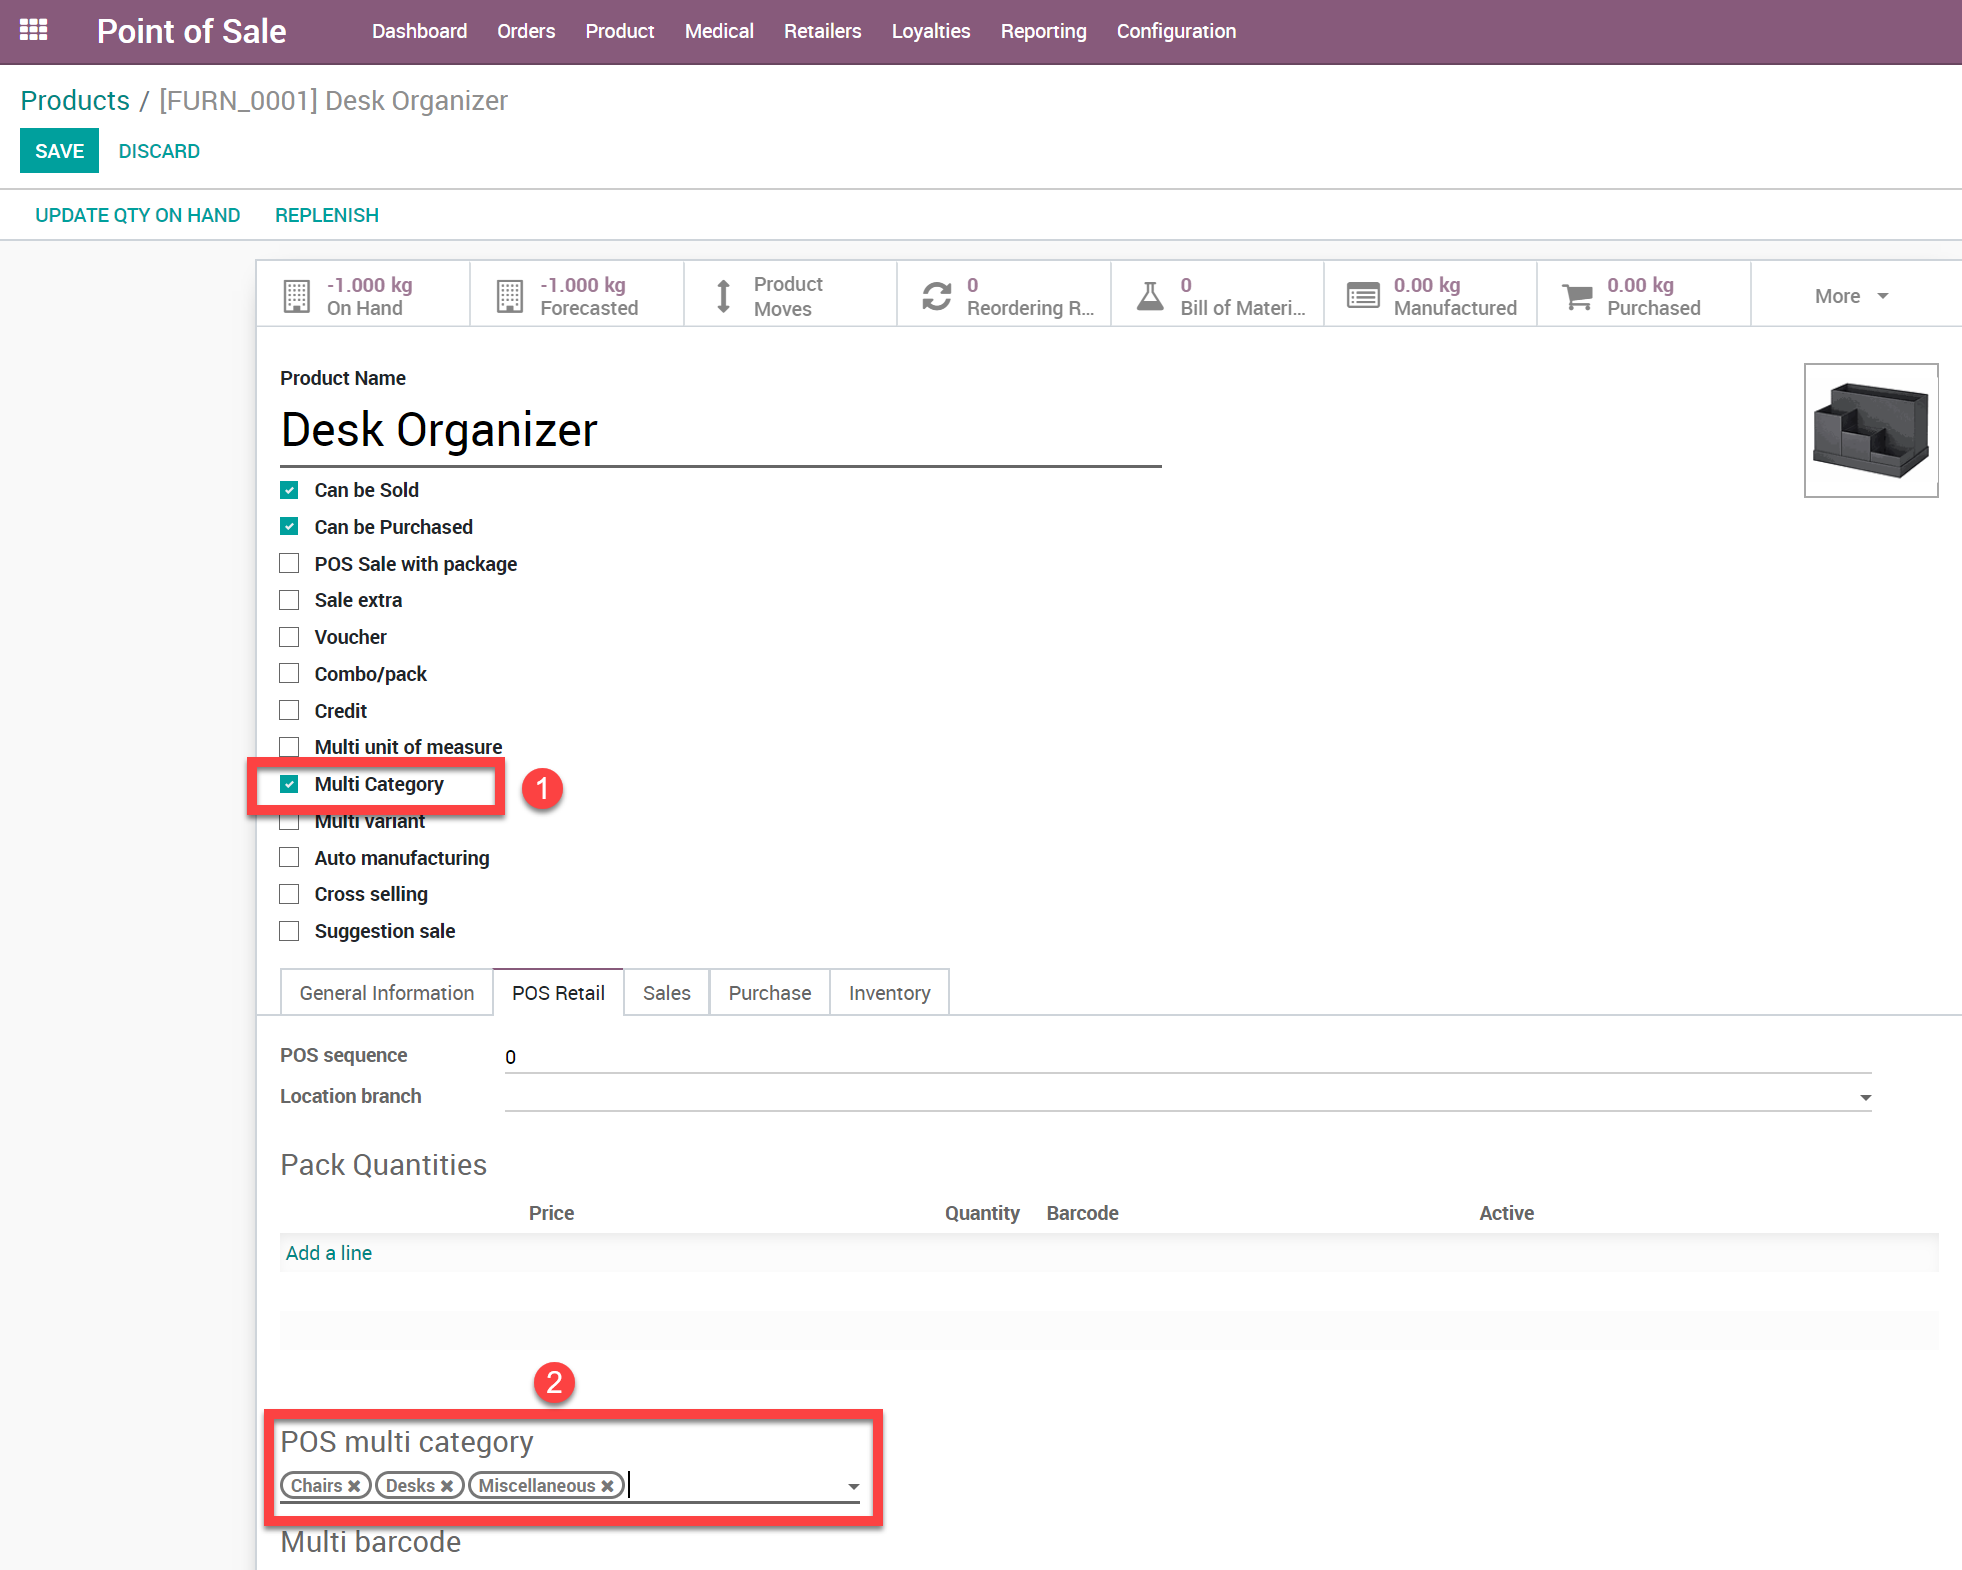 Point of Sale Dashboard Orders Product Medical Retailers Loyalties Reporting Configuration
Products / [FURN_0001] Desk Organizer
SAVE DISCARD
UPDATE QTY ON HAND REPLENISH
-1.000 kg
On Hand
-1.000 kg
Forecasted
Product
Moves
0
Reordering R...
0
Bill of Materi...
0.00 kg
Manufactured
0.00 kg
Purchased
More
Product Name
Desk Organizer
Can be Sold
Can be Purchased
POS Sale with package
Sale extra
Voucher
Combo/pack
Credit
Multi unit of measure
Multi Category 1
Multi variant
Auto manufacturing
Cross selling
Suggestion sale
General Information POS Retail Sales Purchase Inventory
POS sequence 0
Location branch
Pack Quantities
Price Quantity Barcode Active
Add a line
2
POS multi category
Chairs Desks Miscellaneous
Multi barcode